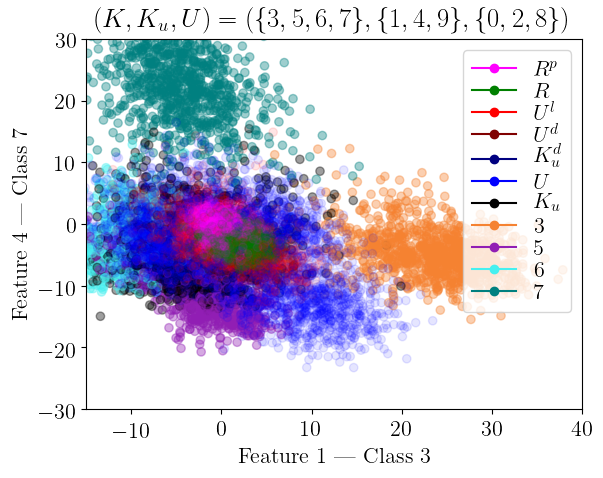 (K, K_u, U) = ({3, 5, 6, 7}, {1, 4, 9}, {0, 2, 8})
30
20
10
0
−10
−20
−30
Feature 4 — Class 7
R^p
R
U^l
U^d
K_u^d
U
K_u
3
5
6
7
−10
0
10
20
30
40
Feature 1 — Class 3